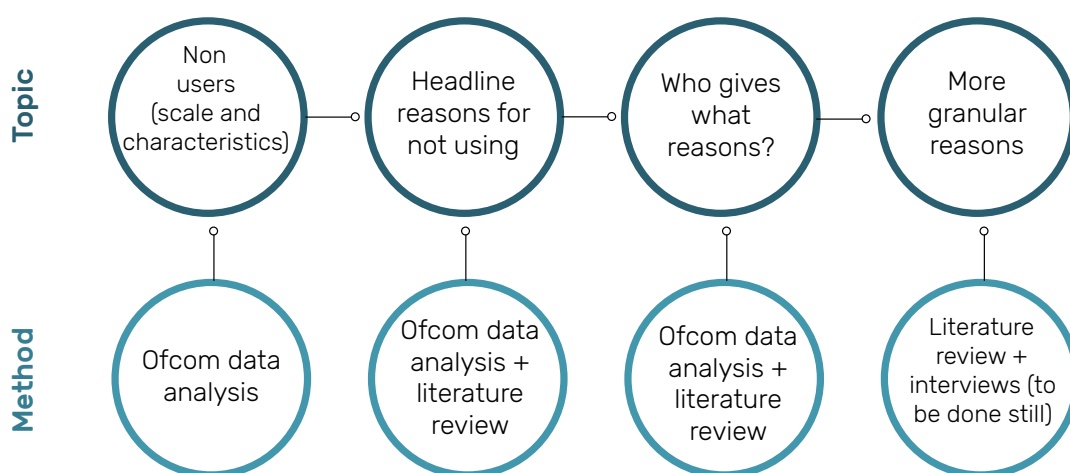 Topic
Non
users
(scale and
characteristics)
Headline
reasons for
not using
Who gives
what
reasons?
More
granular
reasons
Method
Ofcom data
analysis
Ofcom data
analysis +
literature
review
Ofcom data
analysis +
literature
review
Literature
review +
interviews (to
be done still)